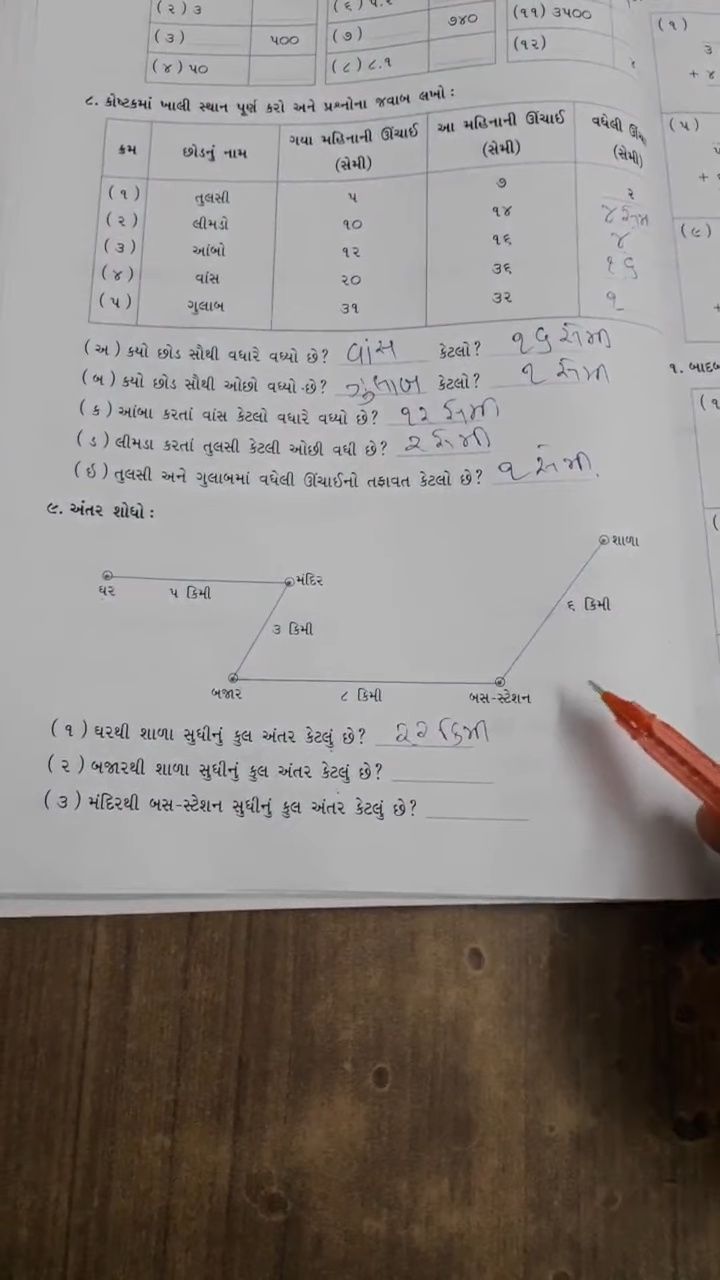 (૨) ૩
(૩) ૫૦૦ (૭) ૭૪૦ (૧૧) ૩૫૦૦
(૪) ૫૦ (૮) ૮.૧ (૧૨)
૮. કોષ્ટકમાં ખાલી સ્થાન પૂર્ણ કરો અને પ્રશ્નોના જવાબ લખો :
ક્રમ છોડનું નામ ગયા મહિનાની ઊંચાઈ (સેમી) આ મહિનાની ઊંચાઈ (સેમી) વધેલી (સેમી)
(૧) તુલસી ૫ ૭ ૨
(૨) લીમડો ૧૦ ૧૪ ૪ સેમી
(૩) આંબો ૧૨ ૧૬ ૪
(૪) વાંસ ૨૦ ૩૬ ૧૬
(૫) ગુલાબ ૩૧ ૩૨ ૧
(અ) કયો છોડ સૌથી વધારે વધ્યો છે? વાંસ કેટલો? ૧૬ સેમી
(બ) કયો છોડ સૌથી ઓછો વધ્યો છે? ગુલાબ કેટલો? ૧ સેમી
(ક) આંબા કરતાં વાંસ કેટલો વધારે વધ્યો છે? ૧૨ સેમી
(ડ) લીમડા કરતાં તુલસી કેટલી ઓછી વધી છે? ૨ સેમી
(ઇ) તુલસી અને ગુલાબમાં વધેલી ઊંચાઈનો તફાવત કેટલો છે? ૧ સેમી.
૯. અંતર શોધો :
શાળા
ઘર ૫ કિમી મંદિર
૬ કિમી
૩ કિમી
બજાર ૮ કિમી બસ-સ્ટેશન
(૧) ઘરથી શાળા સુધીનું કુલ અંતર કેટલું છે? ૨૨ કિમી
(૨) બજારથી શાળા સુધીનું કુલ અંતર કેટલું છે?
(૩) મંદિરથી બસ-સ્ટેશન સુધીનું કુલ અંતર કેટલું છે?
(૧)
૩
+ ૪
(૫)
+
(૯)
+
૧. બાદબ
(૧